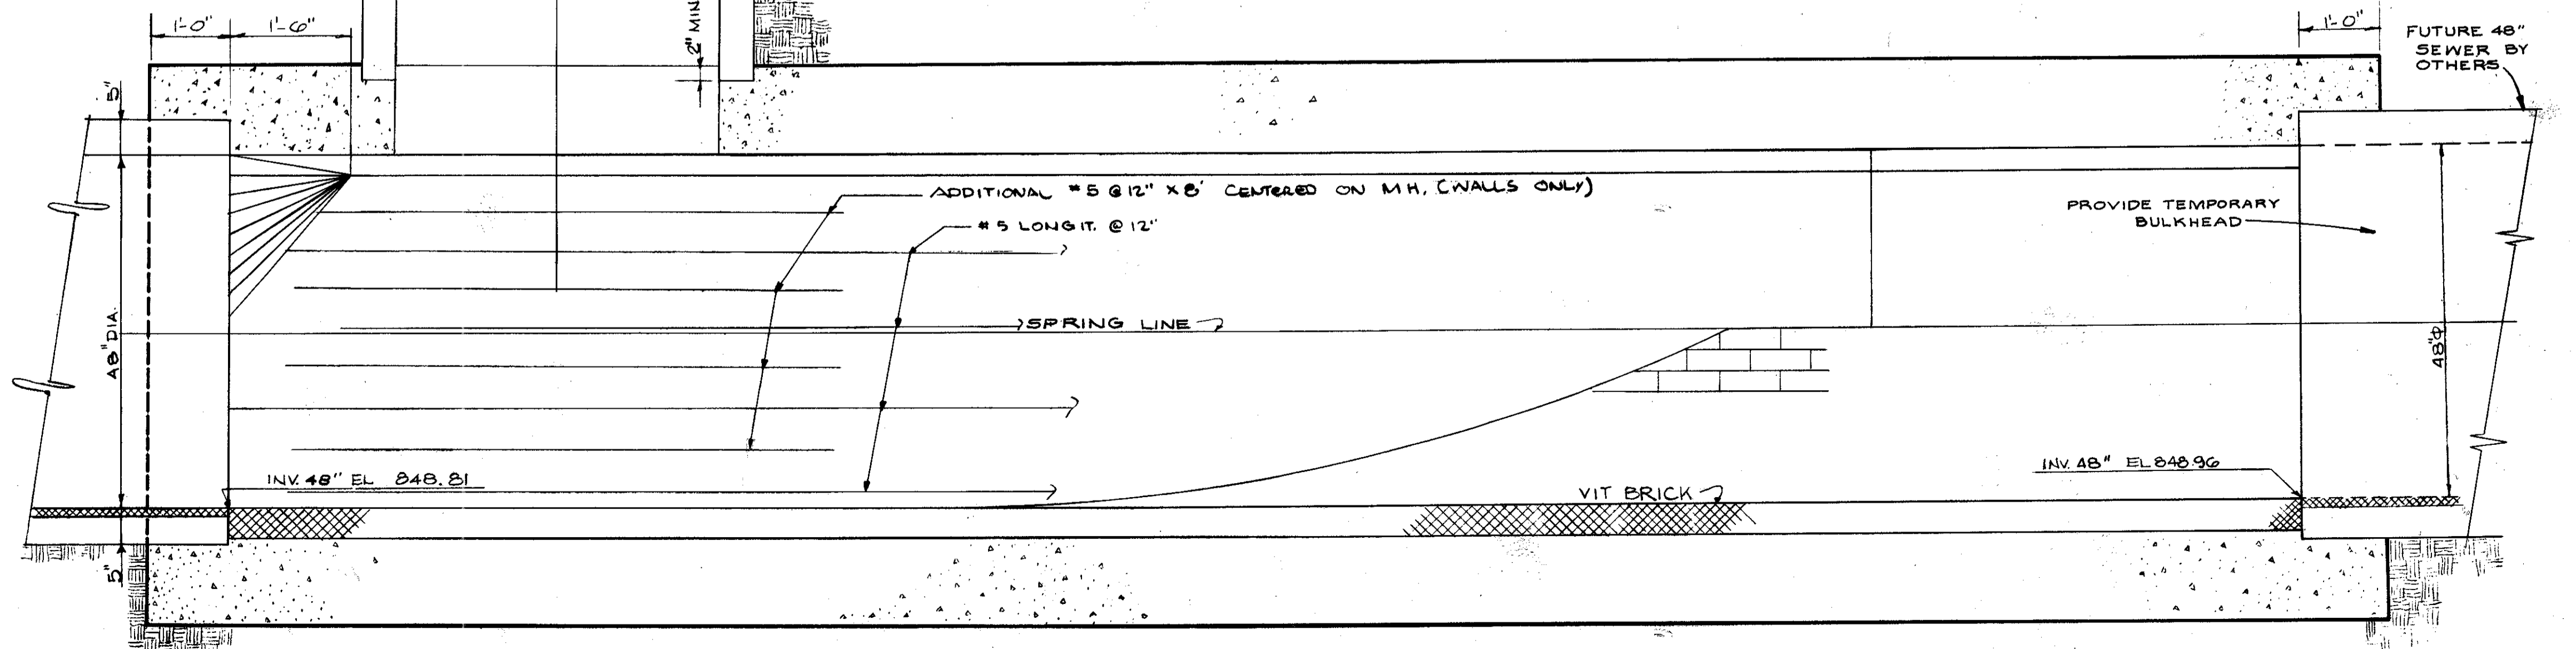 1'-0"
1'-6"
2" MIN
1'-0"
FUTURE 48"
SEWER BY
OTHERS
5"
ADDITIONAL #5 @ 12" X 8' CENTERED ON MH. (WALLS ONLY)
#5 LONGIT. @ 12"
PROVIDE TEMPORARY
BULKHEAD
SPRING LINE
48" DIA.
48"Φ
INV. 48" EL 848.81
INV. 48" EL 848.96
VIT BRICK
5"